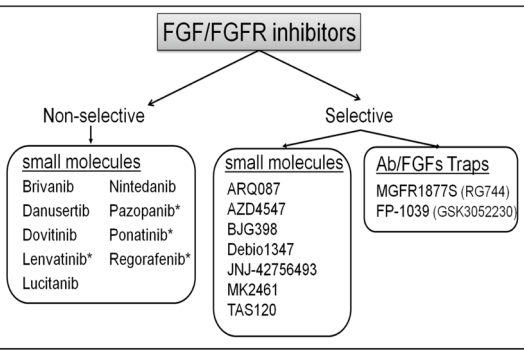 FGF/FGFR inhibitors
Non-selective
small molecules
Brivanib
Danusertib
Dovitinib
Lenvatinib*
Lucitanib
Nintedanib
Pazopanib*
Ponatinib*
Regorafenib*
Selective
small molecules
ARQ087
AZD4547
BJG398
Debio1347
JNJ-42756493
MK2461
TAS120
Ab/FGFs Traps
MGFR1877S (RG744)
FP-1039 (GSK3052230)